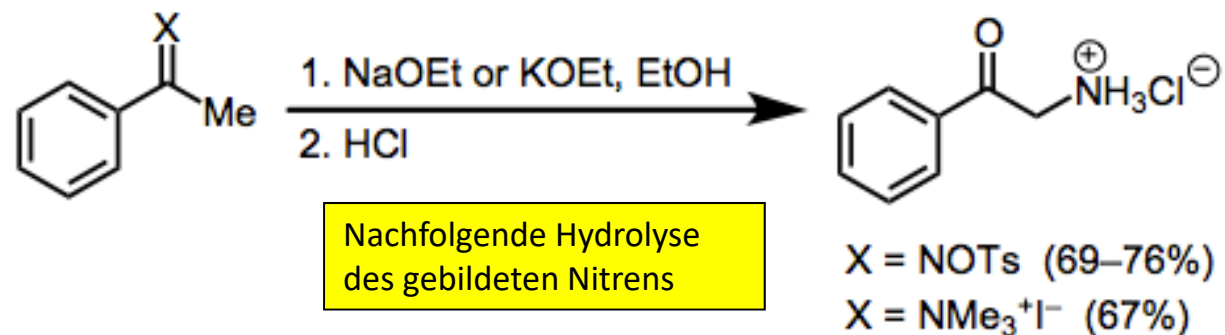 X
Me
1. NaOEt or KOEt, EtOH
2. HCl
Nachfolgende Hydrolyse
des gebildeten Nitrens
O
⊕
NH₃Cl⊖
X = NOTs (69–76%)
X = NMe₃⁺I⁻ (67%)